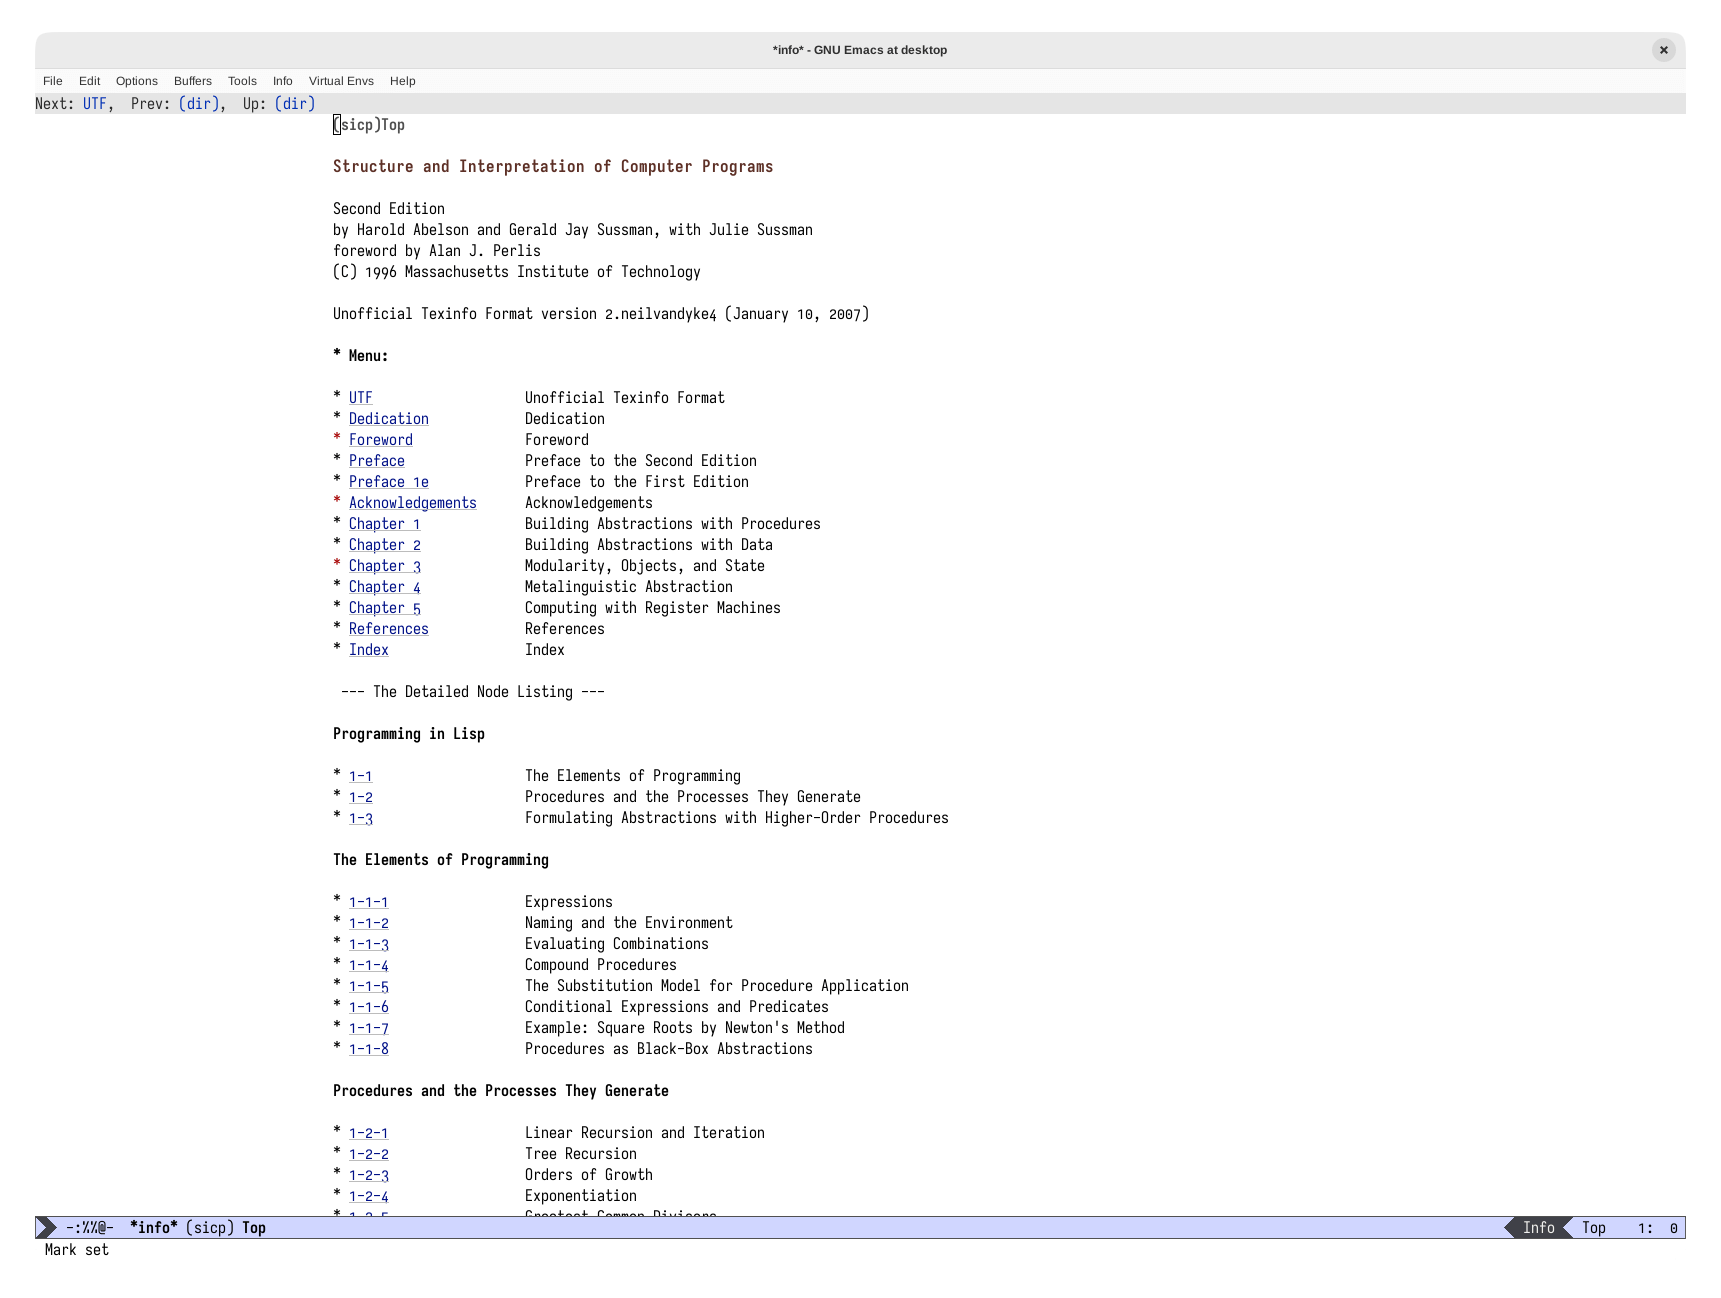 *info* - GNU Emacs at desktop
File Edit Options Buffers Tools Info Virtual Envs Help
Next: UTF,  Prev: (dir),  Up: (dir)
(sicp)Top
Structure and Interpretation of Computer Programs
Second Edition
by Harold Abelson and Gerald Jay Sussman, with Julie Sussman
foreword by Alan J. Perlis
(C) 1996 Massachusetts Institute of Technology
Unofficial Texinfo Format version 2.neilvandyke4 (January 10, 2007)
* Menu:
* UTF Unofficial Texinfo Format
* Dedication Dedication
* Foreword Foreword
* Preface Preface to the Second Edition
* Preface 1e Preface to the First Edition
* Acknowledgements Acknowledgements
* Chapter 1 Building Abstractions with Procedures
* Chapter 2 Building Abstractions with Data
* Chapter 3 Modularity, Objects, and State
* Chapter 4 Metalinguistic Abstraction
* Chapter 5 Computing with Register Machines
* References References
* Index Index
--- The Detailed Node Listing ---
Programming in Lisp
* 1-1 The Elements of Programming
* 1-2 Procedures and the Processes They Generate
* 1-3 Formulating Abstractions with Higher-Order Procedures
The Elements of Programming
* 1-1-1 Expressions
* 1-1-2 Naming and the Environment
* 1-1-3 Evaluating Combinations
* 1-1-4 Compound Procedures
* 1-1-5 The Substitution Model for Procedure Application
* 1-1-6 Conditional Expressions and Predicates
* 1-1-7 Example: Square Roots by Newton's Method
* 1-1-8 Procedures as Black-Box Abstractions
Procedures and the Processes They Generate
* 1-2-1 Linear Recursion and Iteration
* 1-2-2 Tree Recursion
* 1-2-3 Orders of Growth
* 1-2-4 Exponentiation
* 1-2-5 Greatest Common Divisors
-:%%@- *info* (sicp) Top Info Top 1: 0
Mark set